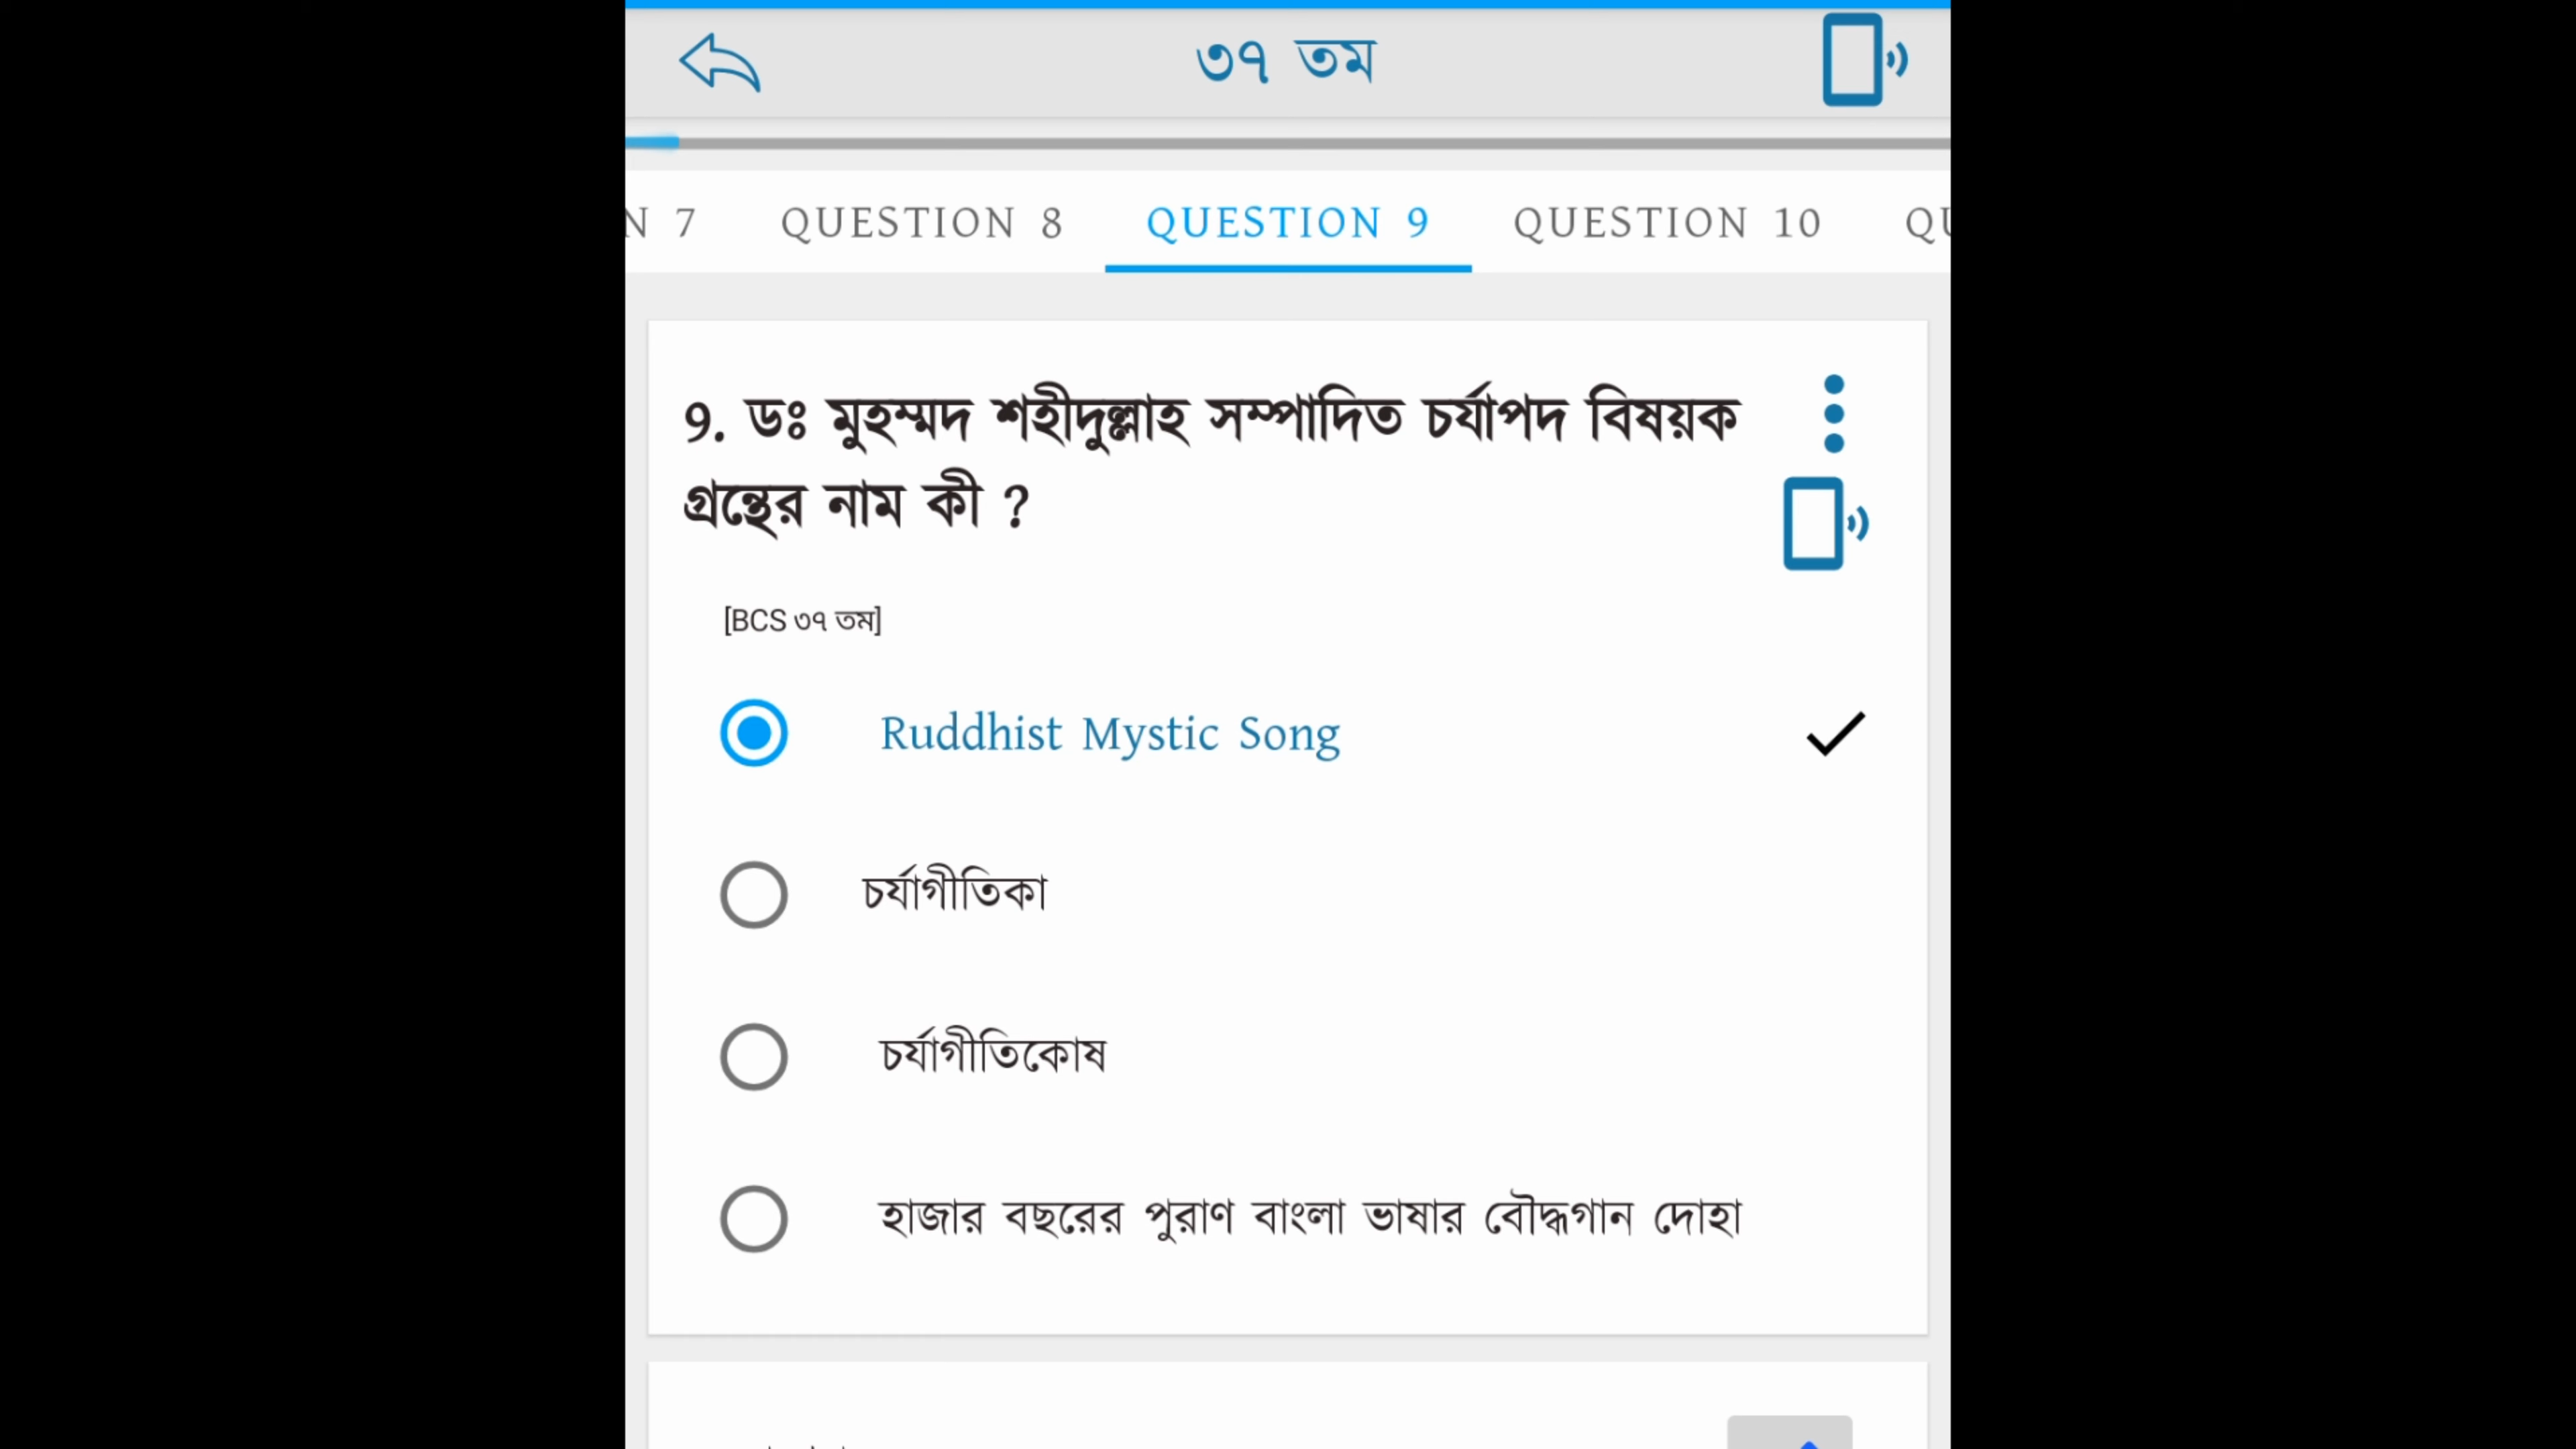 ৩৭ তম
N 7 QUESTION 8 QUESTION 9 QUESTION 10 QU
9. ডঃ মুহম্মদ শহীদুল্লাহ সম্পাদিত চর্যাপদ বিষয়ক
গ্রন্থের নাম কী ?
[BCS ৩৭ তম]
Ruddhist Mystic Song
চর্যাগীতিকা
চর্যাগীতিকোষ
হাজার বছরের পুরাণ বাংলা ভাষার বৌদ্ধগান দোহা